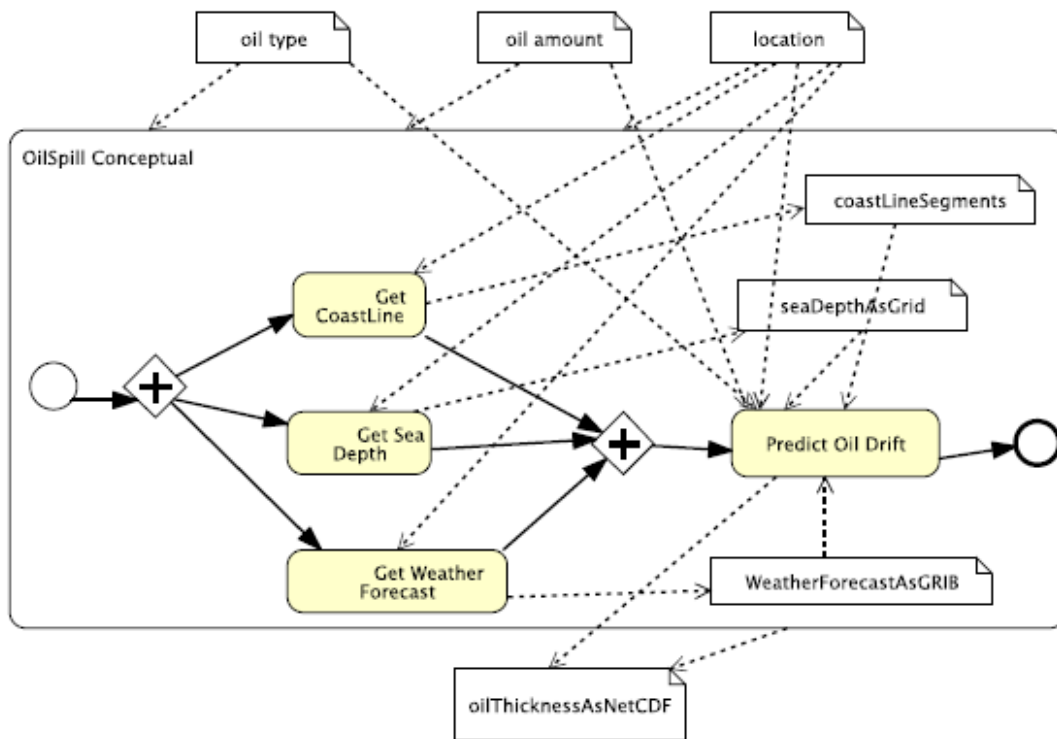 oil type
oil amount
location
OilSpill Conceptual
coastLineSegments
Get
CoastLine
seaDepthAsGrid
Get Sea
Depth
Predict Oil Drift
Get Weather
Forecast
WeatherForecastAsGRIB
oilThicknessAsNetCDF